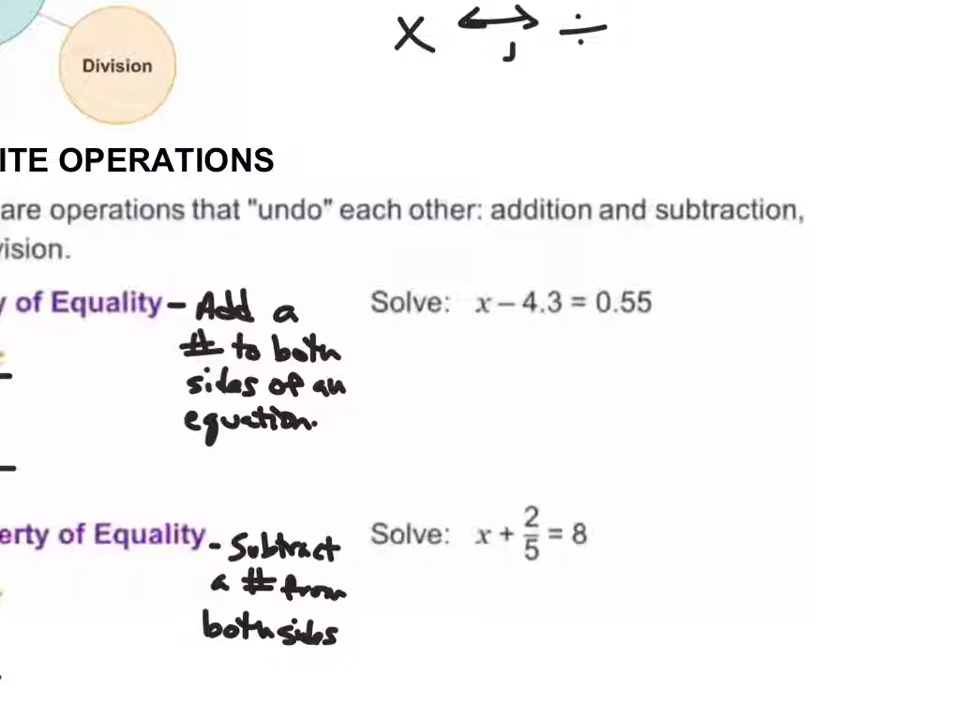 x ↔ ÷
Division
ITE OPERATIONS
are operations that "undo" each other: addition and subtraction,
vision.
y of Equality - Add a
# to both
sides of an
equation.
Solve: x – 4.3 = 0.55
erty of Equality - Subtract
a # from
both sides
Solve: x + 2/5 = 8